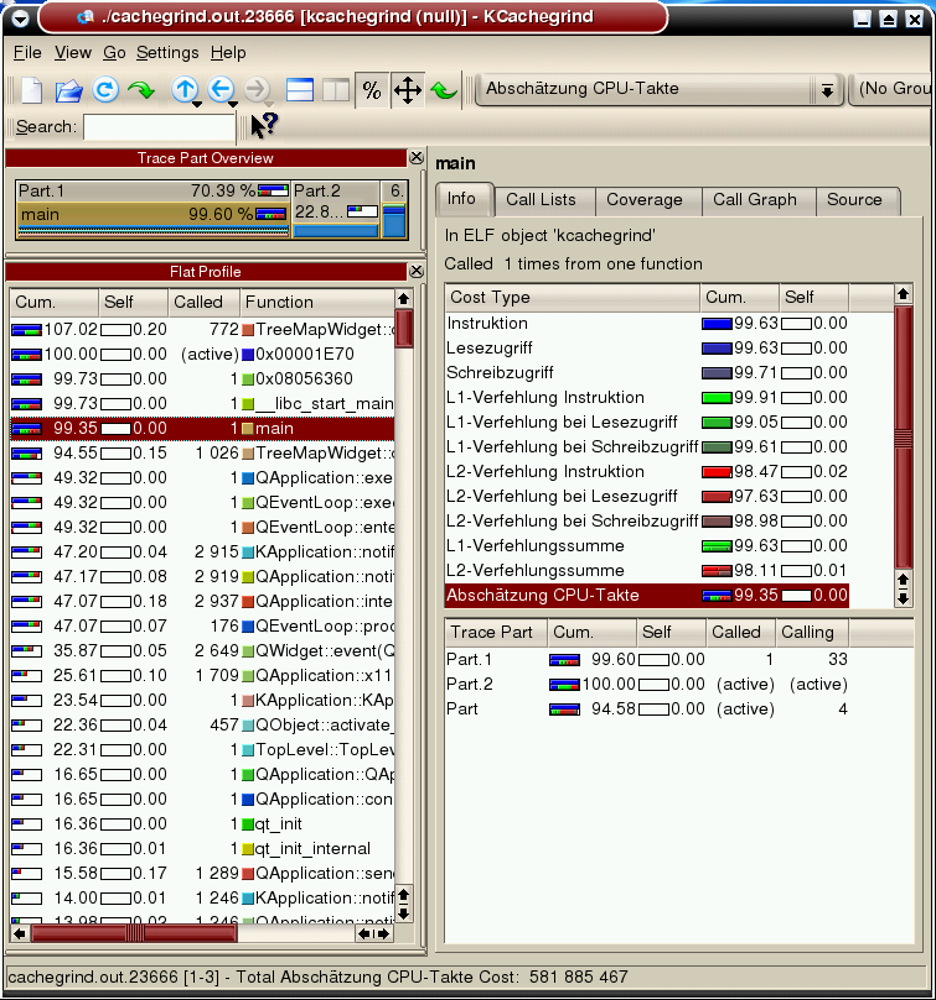 ./cachegrind.out.23666 [kcachegrind (null)] - KCachegrind
File View Go Settings Help
% Abschätzung CPU-Takte (No Grou
Search:
Trace Part Overview
Part.1 70.39 % Part.2 6.
main 99.60 % 22.8...
Flat Profile
Cum. Self Called Function
107.02 0.20 772 TreeMapWidget::
100.00 0.00 (active) 0x00001E70
99.73 0.00 1 0x08056360
99.73 0.00 1 __libc_start_main
99.35 0.00 1 main
94.55 0.15 1 026 TreeMapWidget::
49.32 0.00 1 QApplication::exe
49.32 0.00 1 QEventLoop::exe
49.32 0.00 1 QEventLoop::ente
47.20 0.04 2 915 KApplication::notif
47.17 0.08 2 919 QApplication::noti
47.07 0.18 2 937 QApplication::inte
47.07 0.07 176 QEventLoop::proc
35.87 0.05 2 649 QWidget::event(Q
25.61 0.10 1 709 QApplication::x11
23.54 0.00 1 KApplication::KAp
22.36 0.04 457 QObject::activate_
22.31 0.00 1 TopLevel::TopLev
16.65 0.00 1 QApplication::QAp
16.65 0.00 1 QApplication::con
16.36 0.00 1 qt_init
16.36 0.01 1 qt_init_internal
15.58 0.17 1 289 QApplication::sen
14.00 0.01 1 246 KApplication::notif
13.98 0.02 1 246 QApplication::noti
main
Info Call Lists Coverage Call Graph Source
In ELF object 'kcachegrind'
Called 1 times from one function
Cost Type Cum. Self
Instruktion 99.63 0.00
Lesezugriff 99.63 0.00
Schreibzugriff 99.71 0.00
L1-Verfehlung Instruktion 99.91 0.00
L1-Verfehlung bei Lesezugriff 99.05 0.00
L1-Verfehlung bei Schreibzugriff 99.61 0.00
L2-Verfehlung Instruktion 98.47 0.02
L2-Verfehlung bei Lesezugriff 97.63 0.00
L2-Verfehlung bei Schreibzugriff 98.98 0.00
L1-Verfehlungssumme 99.63 0.00
L2-Verfehlungssumme 98.11 0.01
Abschätzung CPU-Takte 99.35 0.00
Trace Part Cum. Self Called Calling
Part.1 99.60 0.00 1 33
Part.2 100.00 0.00 (active) (active)
Part 94.58 0.00 (active) 4
cachegrind.out.23666 [1-3] - Total Abschätzung CPU-Takte Cost: 581 885 467